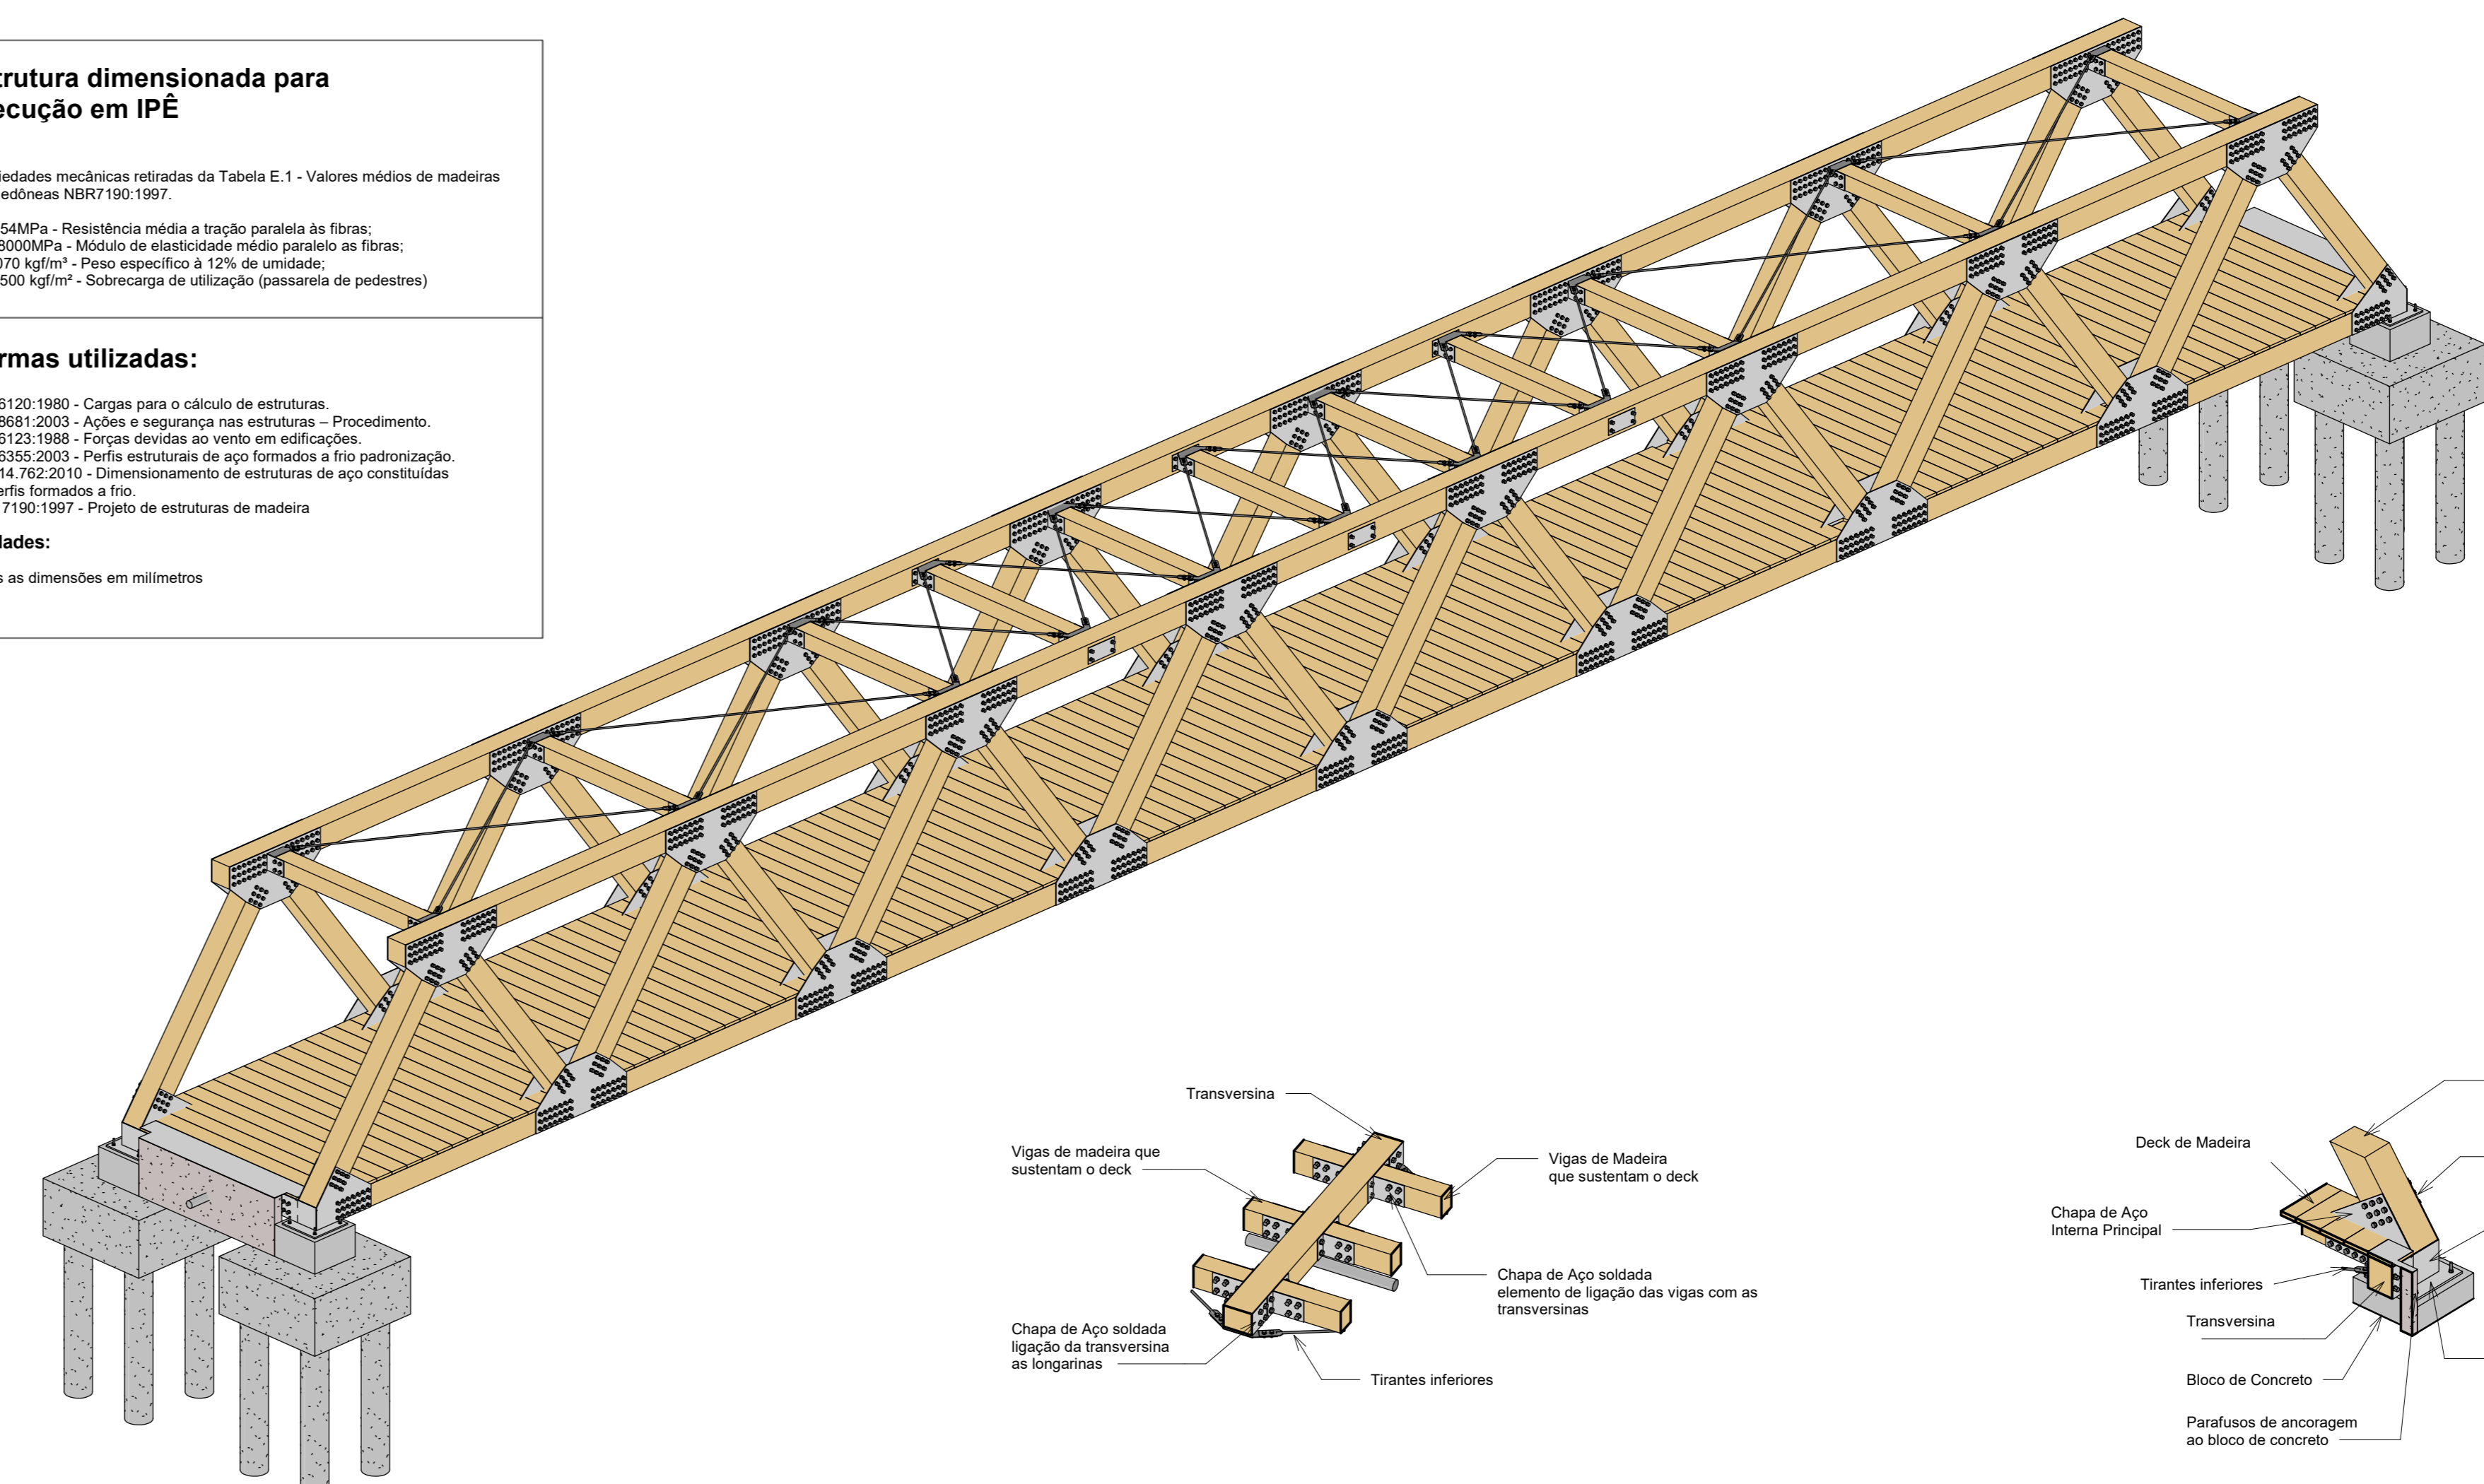 trutura dimensionada para
ecução em IPÊ
iedades mecânicas retiradas da Tabela E.1 - Valores médios de madeiras
edôneas NBR7190:1997.
54MPa - Resistência média a tração paralela às fibras;
8000MPa - Módulo de elasticidade médio paralelo as fibras;
070 kgf/m³ - Peso específico à 12% de umidade;
500 kgf/m² - Sobrecarga de utilização (passarela de pedestres)
rmas utilizadas:
6120:1980 - Cargas para o cálculo de estruturas.
8681:2003 - Ações e segurança nas estruturas – Procedimento.
6123:1988 - Forças devidas ao vento em edificações.
6355:2003 - Perfis estruturais de aço formados a frio padronização.
14.762:2010 - Dimensionamento de estruturas de aço constituídas
erfis formados a frio.
7190:1997 - Projeto de estruturas de madeira
dades:
s as dimensões em milímetros
Transversina
Vigas de madeira que
sustentam o deck
Vigas de Madeira
que sustentam o deck
Chapa de Aço soldada
elemento de ligação das vigas com as
transversinas
Chapa de Aço soldada
ligação da transversina
as longarinas
Tirantes inferiores
Deck de Madeira
Chapa de Aço
Interna Principal
Tirantes inferiores
Transversina
Bloco de Concreto
Parafusos de ancoragem
ao bloco de concreto